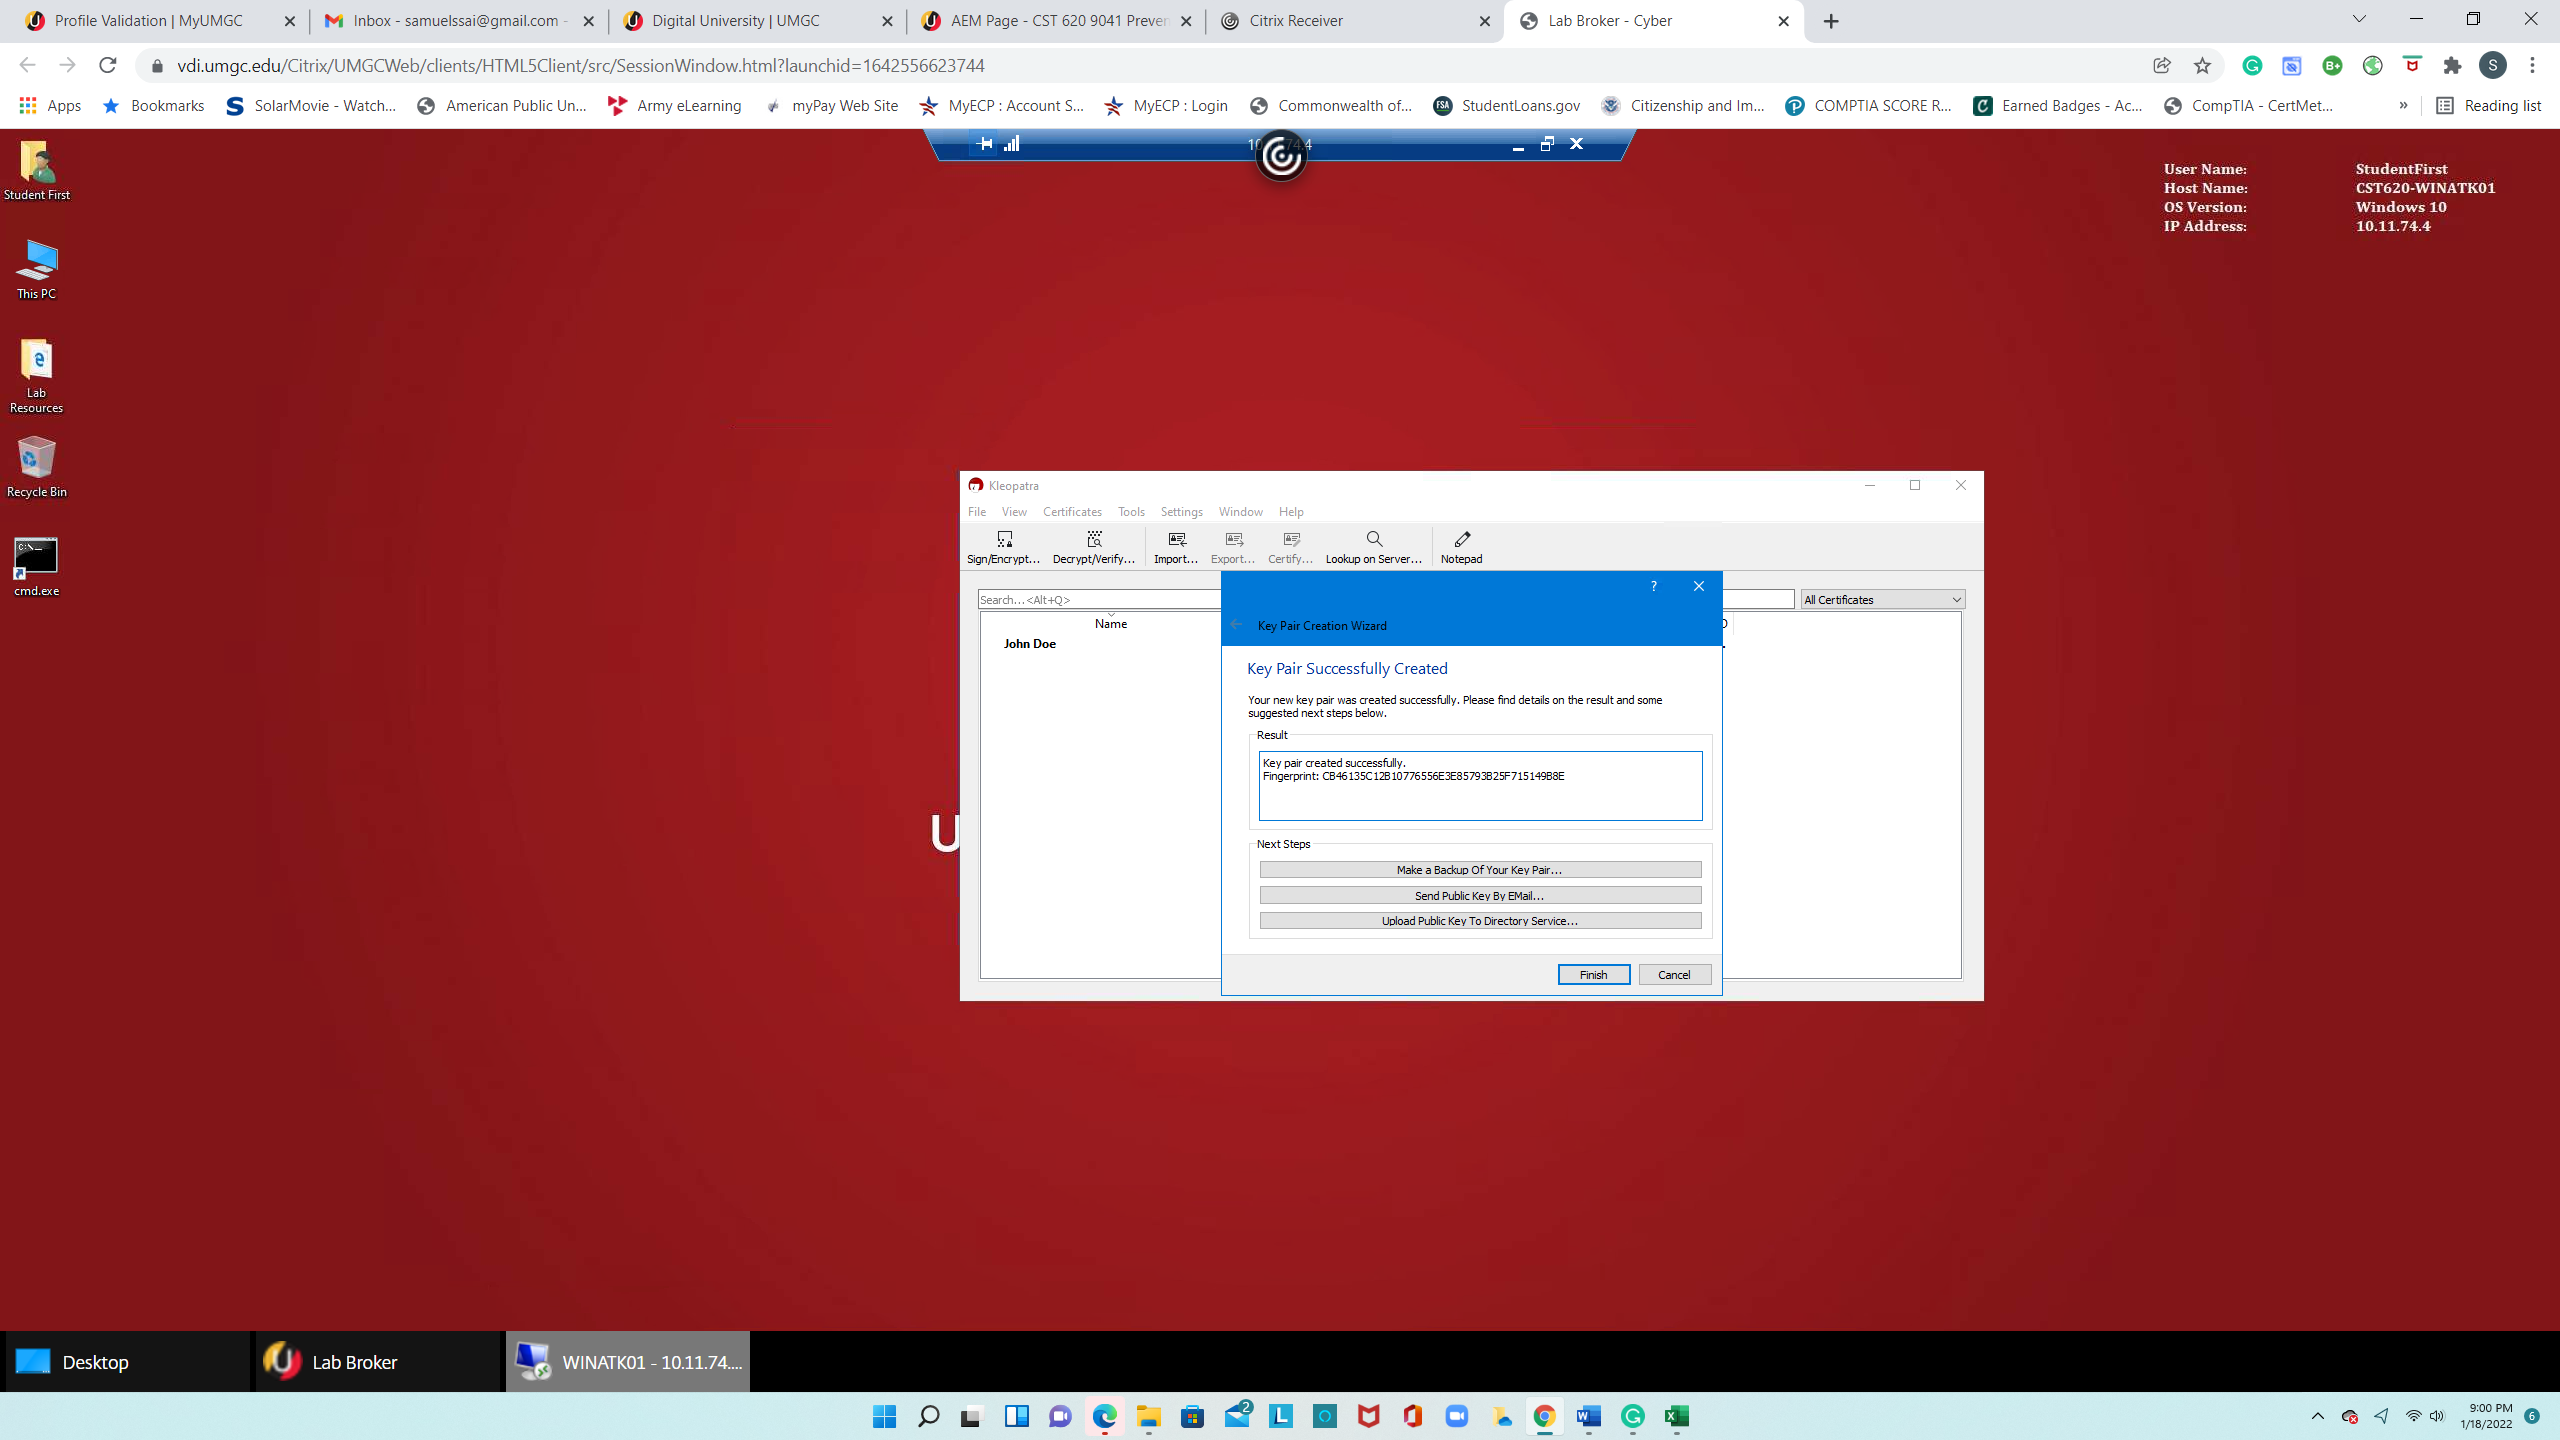 Profile Validation | MyUMGC
Inbox - samuelssai@gmail.com -
Digital University | UMGC
AEM Page - CST 620 9041 Preven
Citrix Receiver
Lab Broker - Cyber
vdi.umgc.edu/Citrix/UMGCWeb/clients/HTML5Client/src/SessionWindow.html?launchid=1642556623744
S
Apps
Bookmarks
SolarMovie - Watch...
American Public Un...
Army eLearning
myPay Web Site
MyECP : Account S...
MyECP : Login
Commonwealth of...
StudentLoans.gov
Citizenship and Im...
COMPTIA SCORE R...
Earned Badges - Ac...
CompTIA - CertMet...
»
Reading list
Student First
This PC
Lab
Resources
Recycle Bin
cmd.exe
User Name: StudentFirst
Host Name: CST620-WINATK01
OS Version: Windows 10
IP Address: 10.11.74.4
Kleopatra
File View Certificates Tools Settings Window Help
Sign/Encrypt... Decrypt/Verify... Import... Export... Certify... Lookup on Server... Notepad
Search...<Alt+Q>
All Certificates
Name
John Doe
Key Pair Creation Wizard
Key Pair Successfully Created
Your new key pair was created successfully. Please find details on the result and some
suggested next steps below.
Result
Key pair created successfully.
Fingerprint: CB46135C12B10776556E3E85793B25F715149B8E
Next Steps
Make a Backup Of Your Key Pair...
Send Public Key By EMail...
Upload Public Key To Directory Service...
Finish
Cancel
U
Desktop
Lab Broker
WINATK01 - 10.11.74....
2
9:00 PM
1/18/2022
6